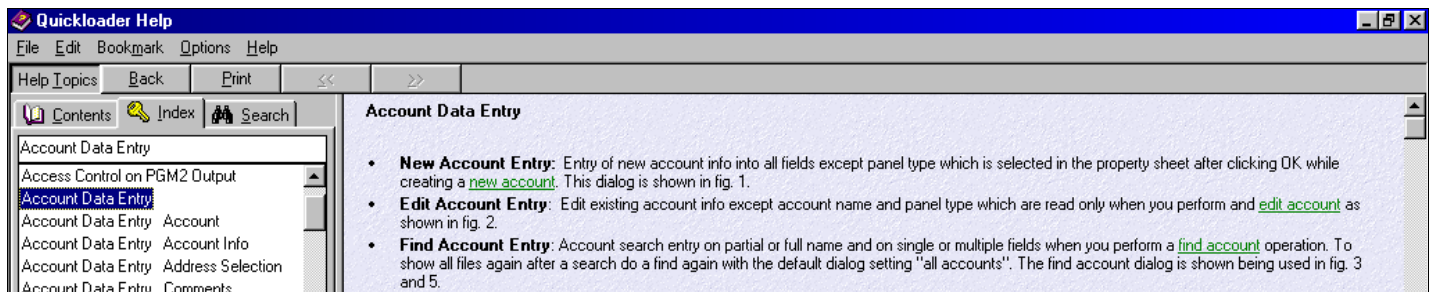 Quickloader Help
File Edit Bookmark Options Help
Help Topics Back Print << >>
Contents Index Search
Account Data Entry
Access Control on PGM2 Output
Account Data Entry
Account Data Entry Account
Account Data Entry Account Info
Account Data Entry Address Selection
Account Data Entry Comments
Account Data Entry
• New Account Entry: Entry of new account info into all fields except panel type which is selected in the property sheet after clicking OK while
creating a new account. This dialog is shown in fig. 1.
• Edit Account Entry: Edit existing account info except account name and panel type which are read only when you perform and edit account as
shown in fig. 2.
• Find Account Entry: Account search entry on partial or full name and on single or multiple fields when you perform a find account operation. To
show all files again after a search do a find again with the default dialog setting "all accounts". The find account dialog is shown being used in fig. 3
and 5.